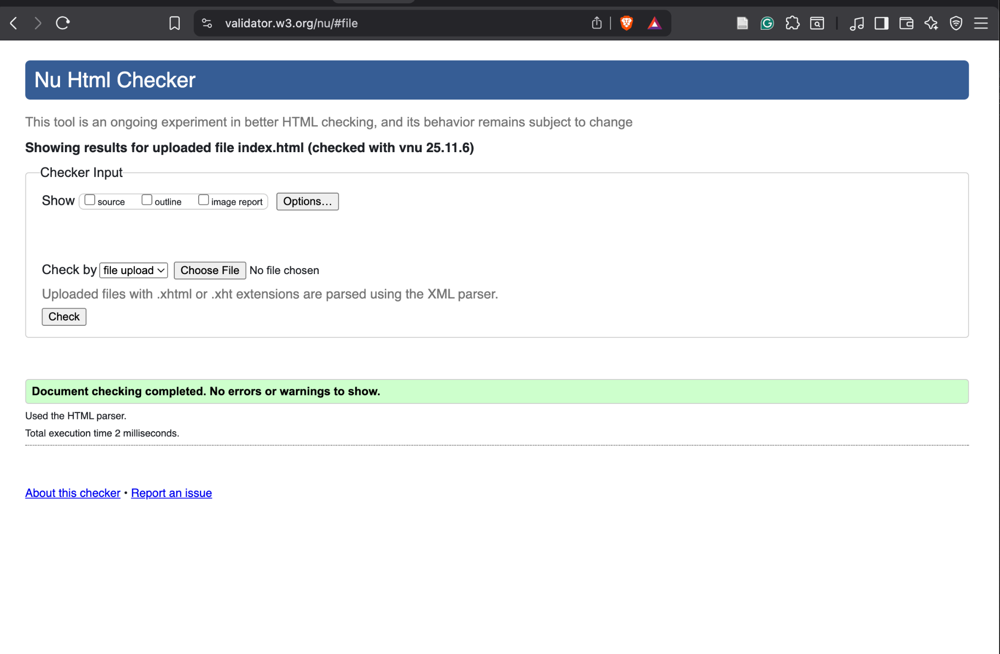 validator.w3.org/nu/#file
Nu Html Checker
This tool is an ongoing experiment in better HTML checking, and its behavior remains subject to change
Showing results for uploaded file index.html (checked with vnu 25.11.6)
Checker Input
Show source outline image report Options...
Check by file upload Choose File No file chosen
Uploaded files with .xhtml or .xht extensions are parsed using the XML parser.
Check
Document checking completed. No errors or warnings to show.
Used the HTML parser.
Total execution time 2 milliseconds.
About this checker • Report an issue